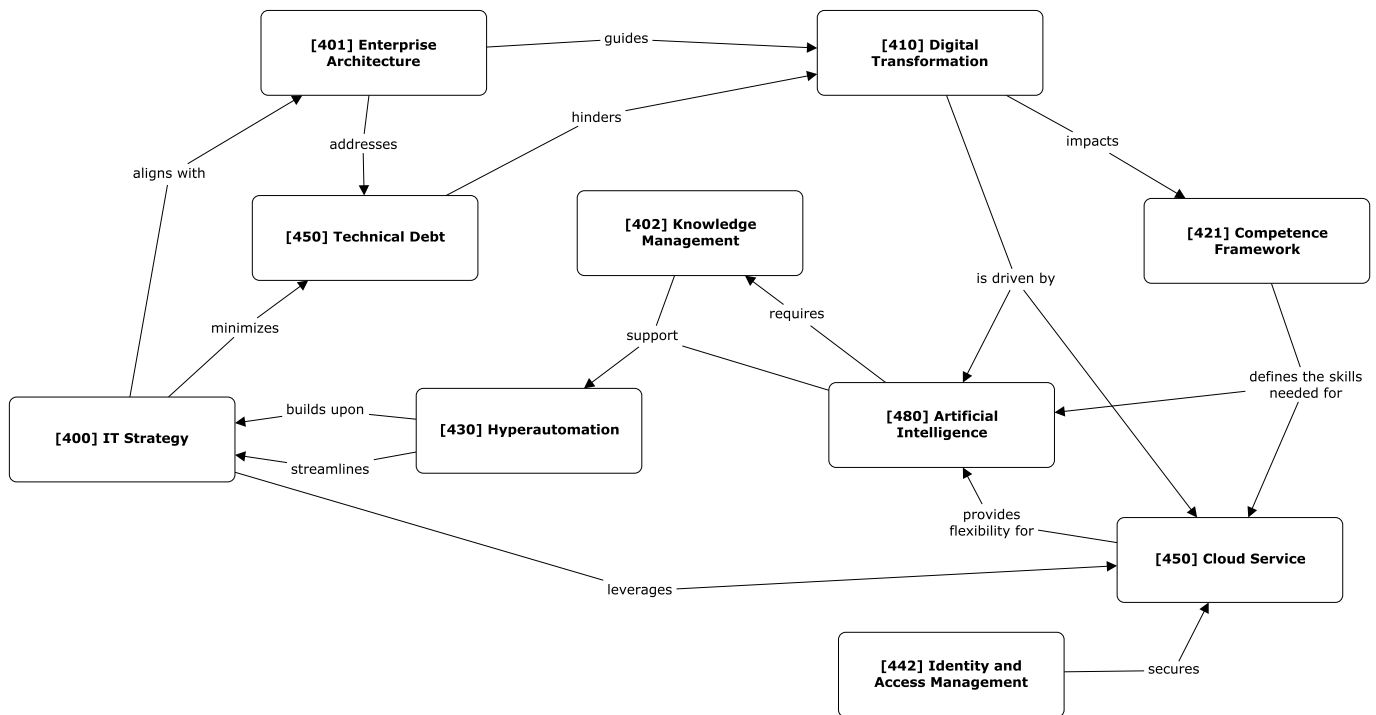 [401] Enterprise
Architecture
guides
[410] Digital
Transformation
hinders
addresses
impacts
aligns with
[450] Technical Debt
[402] Knowledge
Management
[421] Competence
Framework
is driven by
requires
minimizes
support
defines the skills
needed for
builds upon
[400] IT Strategy
[430] Hyperautomation
[480] Artificial
Intelligence
streamlines
provides
flexibility for
[450] Cloud Service
leverages
[442] Identity and
Access Management
secures